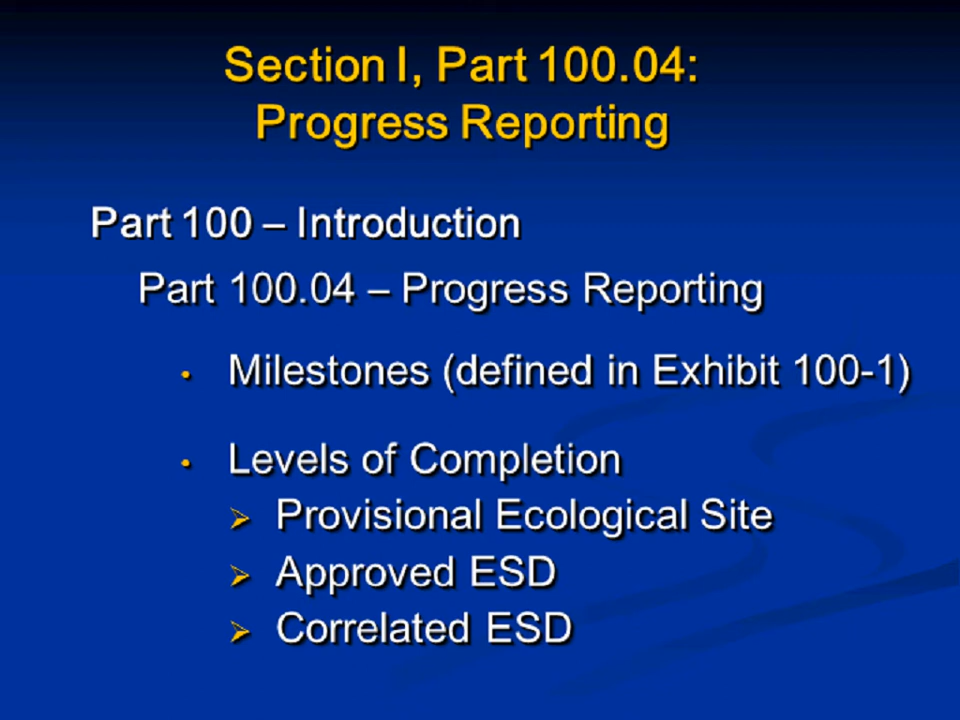 Section I, Part 100.04:
Progress Reporting
Part 100 – Introduction
Part 100.04 – Progress Reporting
• Milestones (defined in Exhibit 100-1)
• Levels of Completion
➢ Provisional Ecological Site
➢ Approved ESD
➢ Correlated ESD